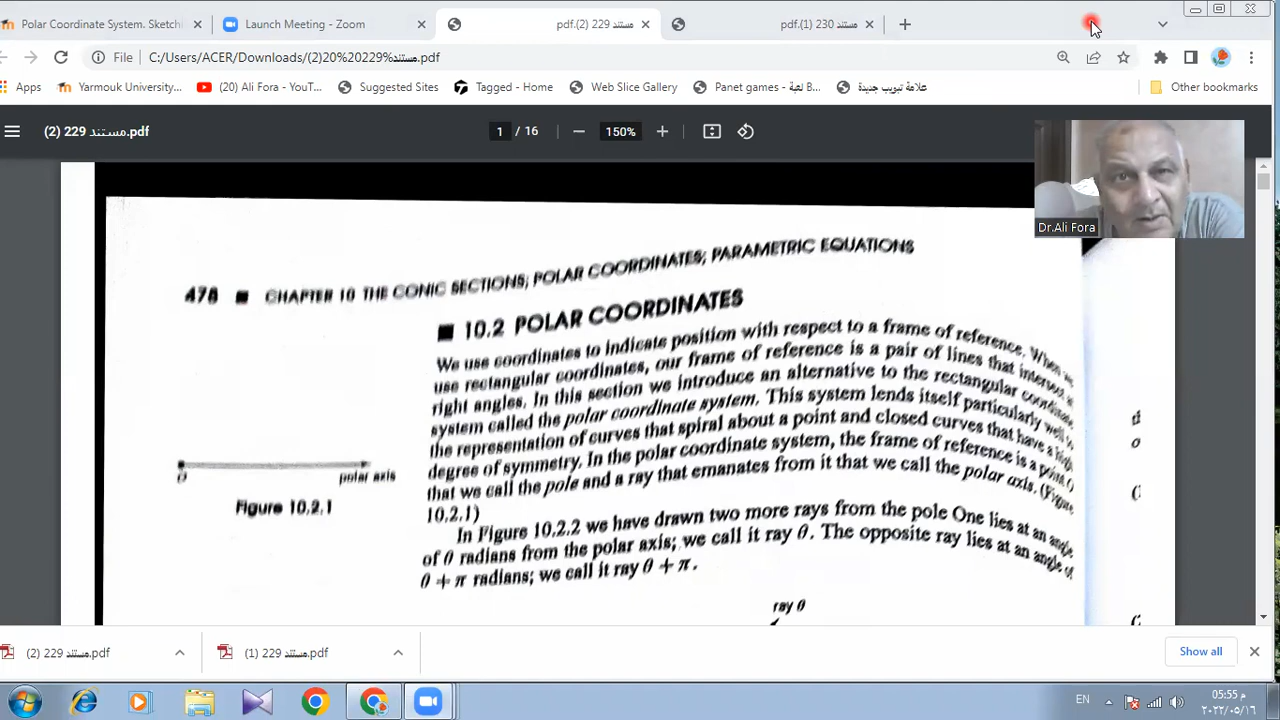 Polar Coordinate System. Sketchi
Launch Meeting - Zoom
مستند 229 (2).pdf
مستند 230 (1).pdf
File
C:/Users/ACER/Downloads/(2)20%20229%مستند.pdf
Apps
Yarmouk University...
(20) Ali Fora - YouT...
Suggested Sites
Tagged - Home
Web Slice Gallery
Panet games - لعبة B...
علامة تبويب جديدة
Other bookmarks
(2) 229 مستند.pdf
1 / 16
150%
Dr.Ali Fora
478 ■ CHAPTER 10 THE CONIC SECTIONS; POLAR COORDINATES; PARAMETRIC EQUATIONS
■ 10.2 POLAR COORDINATES
We use coordinates to indicate position with respect to a frame of reference. When we
use rectangular coordinates, our frame of reference is a pair of lines that intersect at
right angles. In this section we introduce an alternative to the rectangular coordinate
system called the polar coordinate system. This system lends itself particularly well to
the representation of curves that spiral about a point and closed curves that have a high
degree of symmetry. In the polar coordinate system, the frame of reference is a point O
that we call the pole and a ray that emanates from it that we call the polar axis. (Figure
10.2.1)
O
polar axis
Figure 10.2.1
In Figure 10.2.2 we have drawn two more rays from the pole One lies at an angle
of θ radians from the polar axis; we call it ray θ. The opposite ray lies at an angle of
θ + π radians; we call it ray θ + π.
ray θ
(2) 229 مستند.pdf
(1) 229 مستند.pdf
Show all
EN
05:55 م
٢٠٢٢/٠٥/١٦